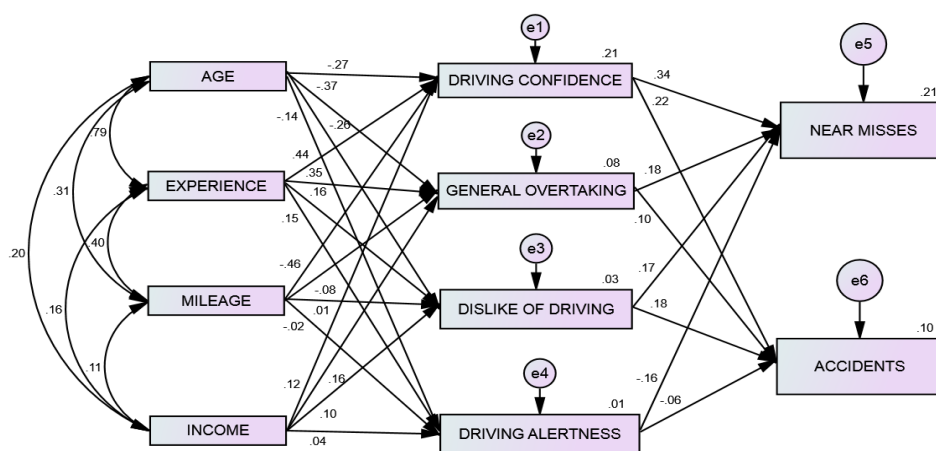 e1
.21
e5
AGE
-.27
DRIVING CONFIDENCE
.34
.21
-.37
.22
NEAR MISSES
-.14
-.26
e2
.79
.44
.08
EXPERIENCE
.35
GENERAL OVERTAKING
.18
.31
.16
.10
.15
e3
.40
.20
-.46
.03
.17
e6
MILEAGE
-.08
DISLIKE OF DRIVING
.18
.16
.01
.10
-.02
e4
ACCIDENTS
.11
.12
.16
-.16
.01
-.06
.10
INCOME
.04
DRIVING ALERTNESS